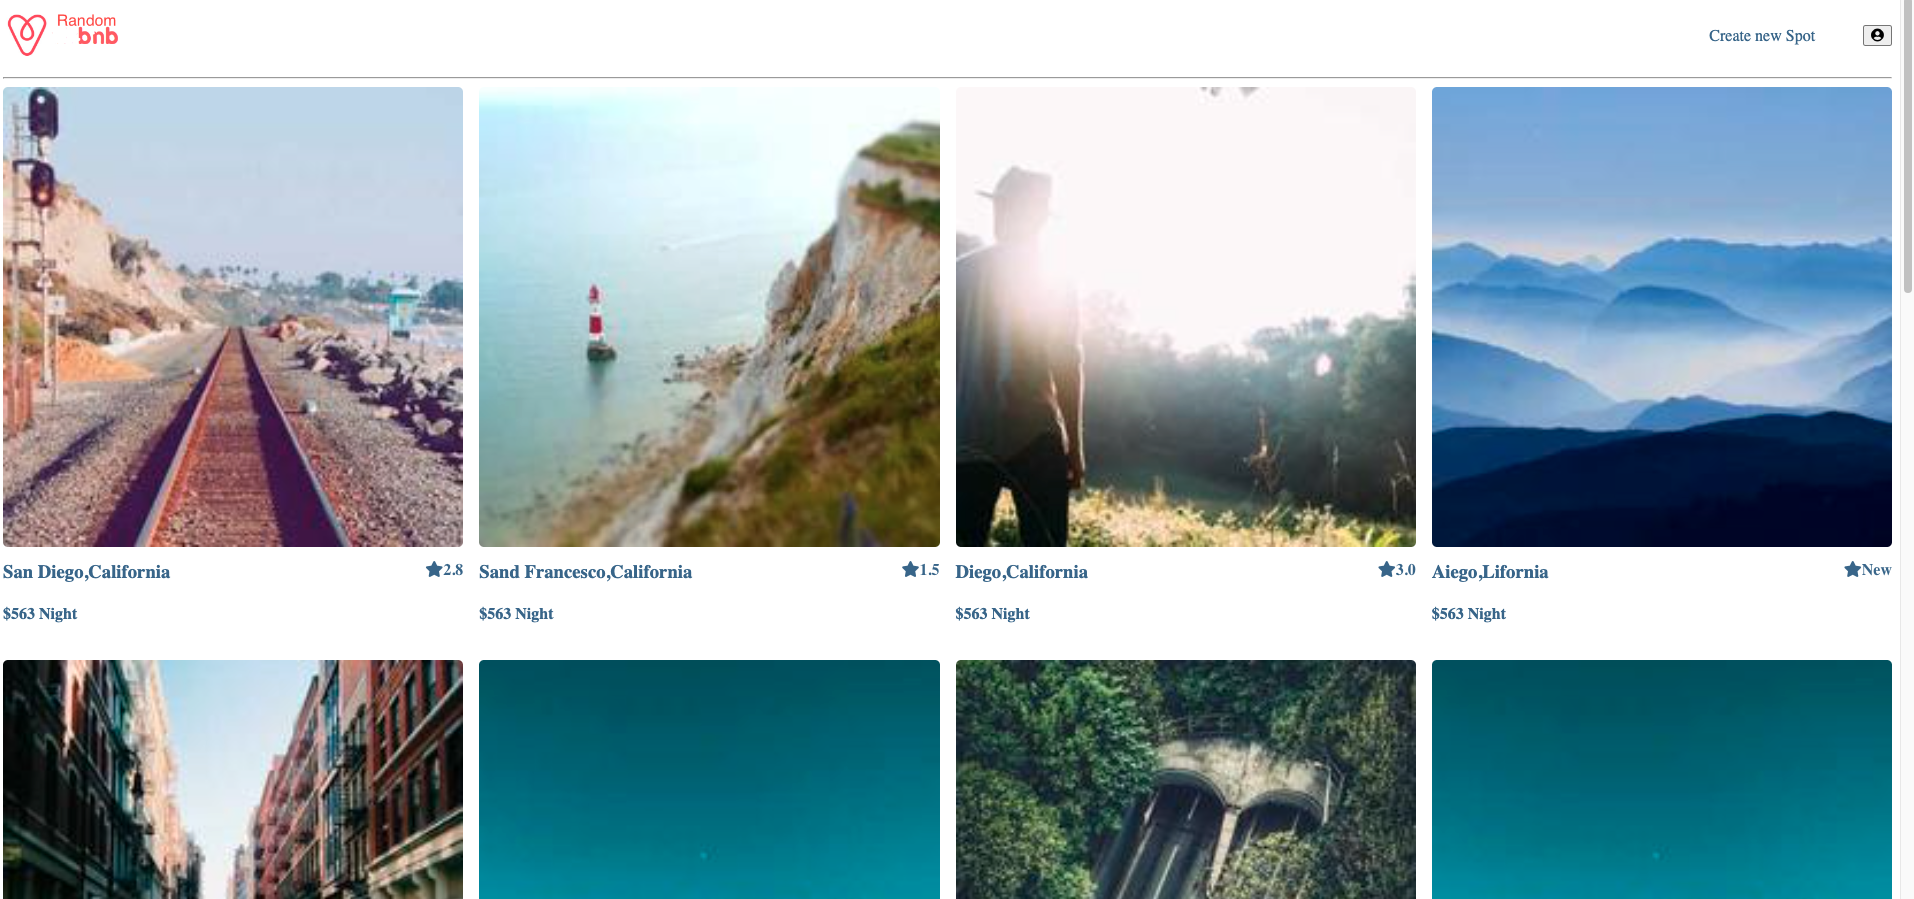 Random
bnb
Create new Spot
San Diego,California
2.8
$563 Night
Sand Francesco,California
1.5
$563 Night
Diego,California
3.0
$563 Night
Aiego,Lifornia
New
$563 Night